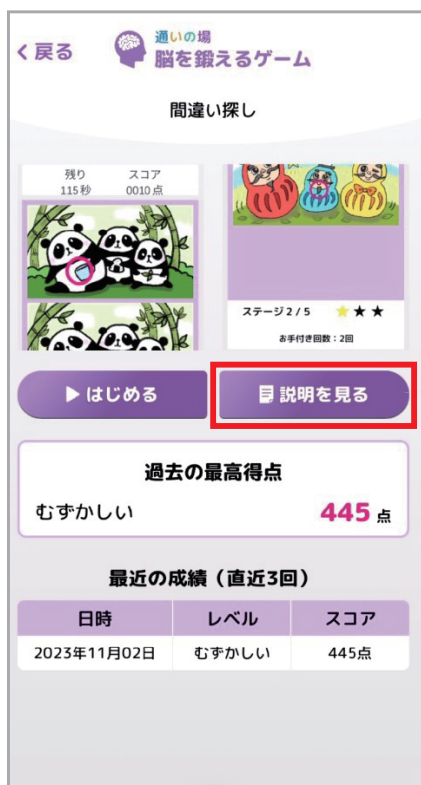 戻る
通いの場
脳を鍛えるゲーム
間違い探し
残り スコア
115秒 0010点
ステージ2/5
お手付き回数：2回
はじめる
説明を見る
過去の最高得点
むずかしい 445点
最近の成績（直近3回）
日時 レベル スコア
2023年11月02日 むずかしい 445点